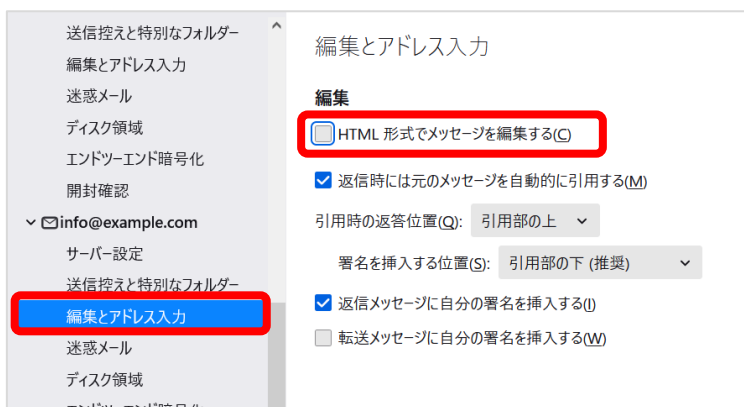 送信控えと特別なフォルダー
編集とアドレス入力
迷惑メール
ディスク領域
エンドツーエンド暗号化
開封確認
info@example.com
サーバー設定
送信控えと特別なフォルダー
編集とアドレス入力
迷惑メール
ディスク領域
編集とアドレス入力
編集
HTML 形式でメッセージを編集する(C)
返信時には元のメッセージを自動的に引用する(M)
引用時の返答位置(Q): 引用部の上
署名を挿入する位置(S): 引用部の下 (推奨)
返信メッセージに自分の署名を挿入する(I)
転送メッセージに自分の署名を挿入する(W)